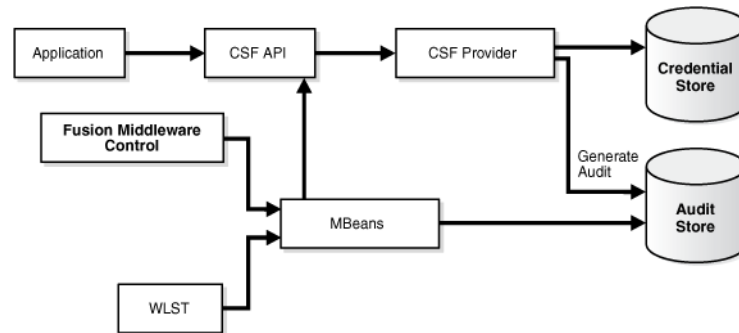 Application
CSF API
CSF Provider
Credential
Store
Fusion Middleware
Control
Generate
Audit
MBeans
Audit
Store
WLST